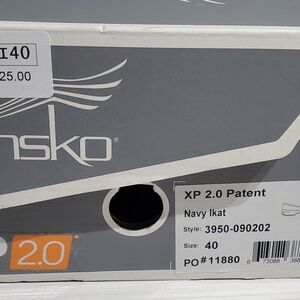 I40
25.00
nsko®
2.0
XP 2.0 Patent
Navy Ikat
Style: 3950-090202
Size: 40
PO#11880